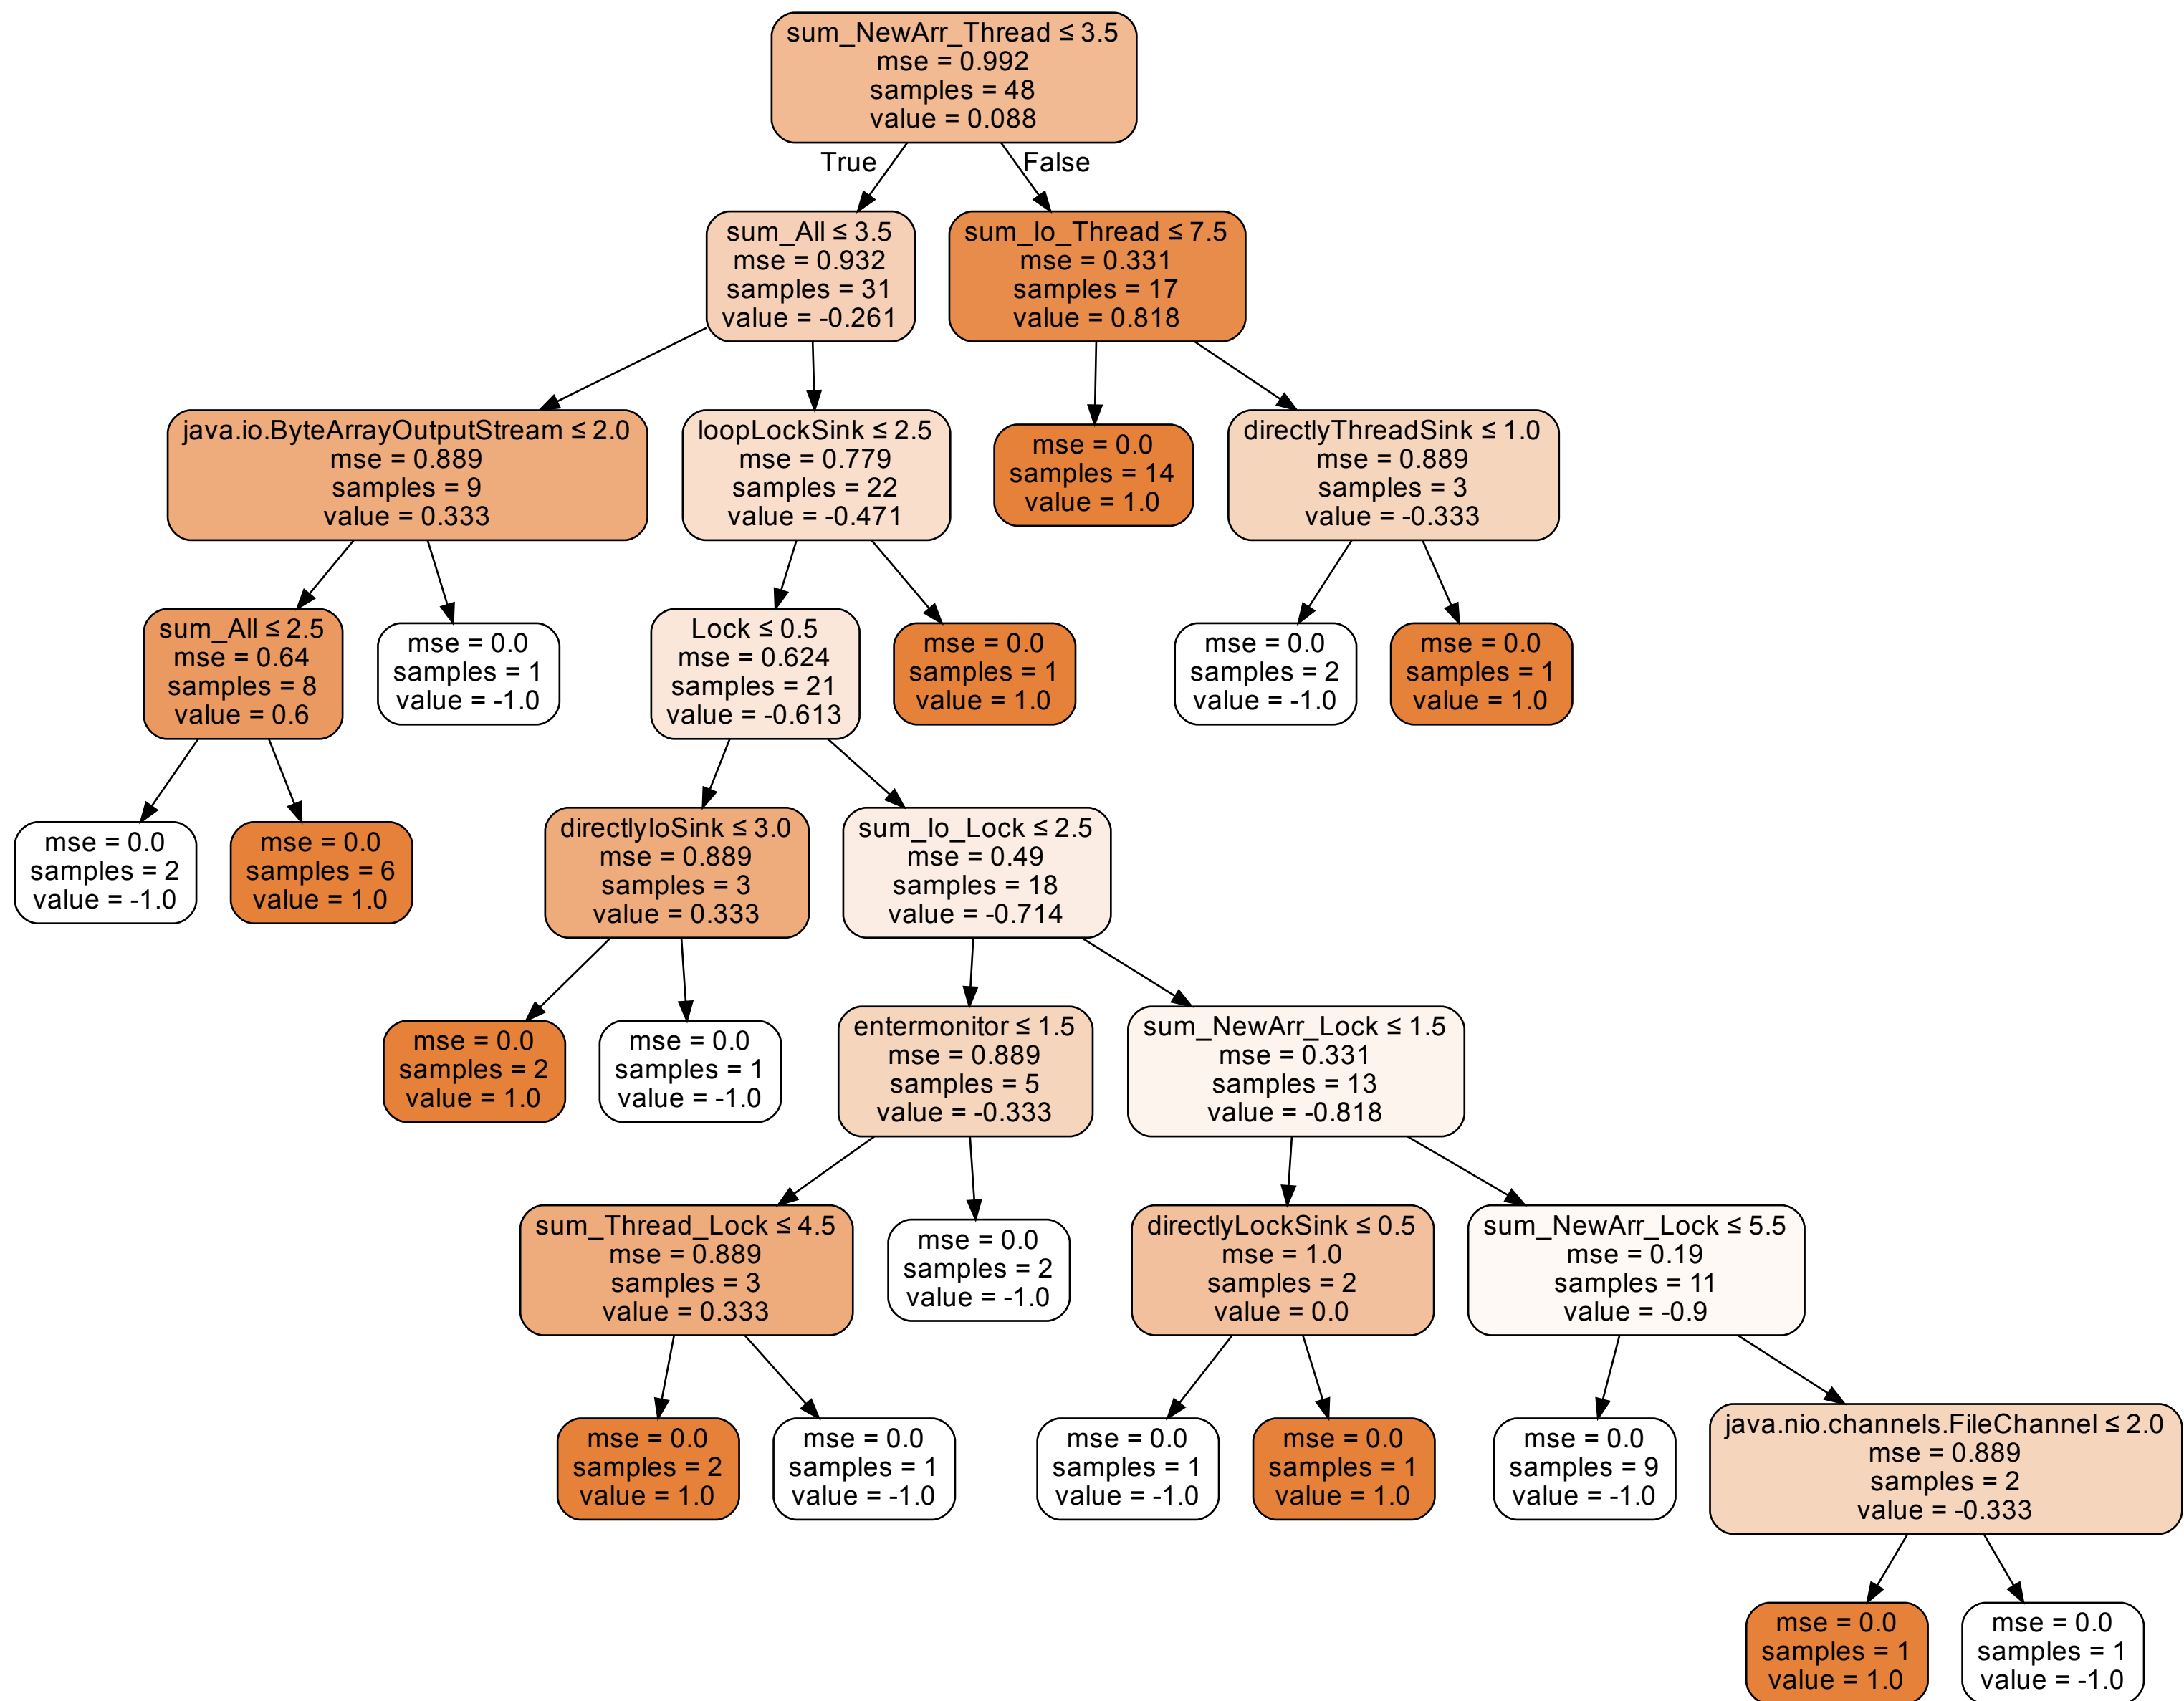 sum_NewArr_Thread ≤ 3.5
mse = 0.992
samples = 48
value = 0.088
True
False
sum_All ≤ 3.5
mse = 0.932
samples = 31
value = -0.261
sum_Io_Thread ≤ 7.5
mse = 0.331
samples = 17
value = 0.818
java.io.ByteArrayOutputStream ≤ 2.0
mse = 0.889
samples = 9
value = 0.333
loopLockSink ≤ 2.5
mse = 0.779
samples = 22
value = -0.471
mse = 0.0
samples = 14
value = 1.0
directlyThreadSink ≤ 1.0
mse = 0.889
samples = 3
value = -0.333
sum_All ≤ 2.5
mse = 0.64
samples = 8
value = 0.6
mse = 0.0
samples = 1
value = -1.0
Lock ≤ 0.5
mse = 0.624
samples = 21
value = -0.613
mse = 0.0
samples = 1
value = 1.0
mse = 0.0
samples = 2
value = -1.0
mse = 0.0
samples = 1
value = 1.0
mse = 0.0
samples = 2
value = -1.0
mse = 0.0
samples = 6
value = 1.0
directlyIoSink ≤ 3.0
mse = 0.889
samples = 3
value = 0.333
sum_Io_Lock ≤ 2.5
mse = 0.49
samples = 18
value = -0.714
mse = 0.0
samples = 2
value = 1.0
mse = 0.0
samples = 1
value = -1.0
entermonitor ≤ 1.5
mse = 0.889
samples = 5
value = -0.333
sum_NewArr_Lock ≤ 1.5
mse = 0.331
samples = 13
value = -0.818
sum_Thread_Lock ≤ 4.5
mse = 0.889
samples = 3
value = 0.333
mse = 0.0
samples = 2
value = -1.0
directlyLockSink ≤ 0.5
mse = 1.0
samples = 2
value = 0.0
sum_NewArr_Lock ≤ 5.5
mse = 0.19
samples = 11
value = -0.9
mse = 0.0
samples = 2
value = 1.0
mse = 0.0
samples = 1
value = -1.0
mse = 0.0
samples = 1
value = -1.0
mse = 0.0
samples = 1
value = 1.0
mse = 0.0
samples = 9
value = -1.0
java.nio.channels.FileChannel ≤ 2.0
mse = 0.889
samples = 2
value = -0.333
mse = 0.0
samples = 1
value = 1.0
mse = 0.0
samples = 1
value = -1.0